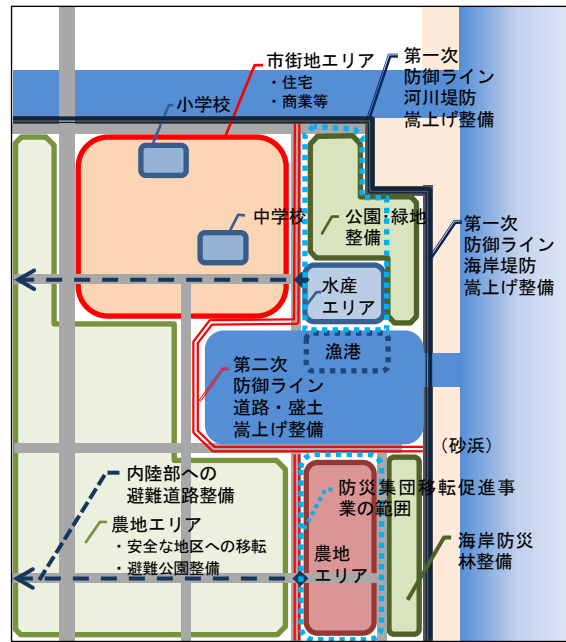 市街地エリア
・住宅
・商業等
小学校
第一次
防御ライン
河川堤防
嵩上げ整備
中学校
公園・緑地
整備
第一次
防御ライン
海岸堤防
嵩上げ整備
水産
エリア
漁港
第二次
防御ライン
道路・盛土
嵩上げ整備
（砂浜）
内陸部への
避難道路整備
防災集団移転促進事
業の範囲
農地エリア
・安全な地区への移転
・避難公園整備
農地
エリア
海岸防災
林整備